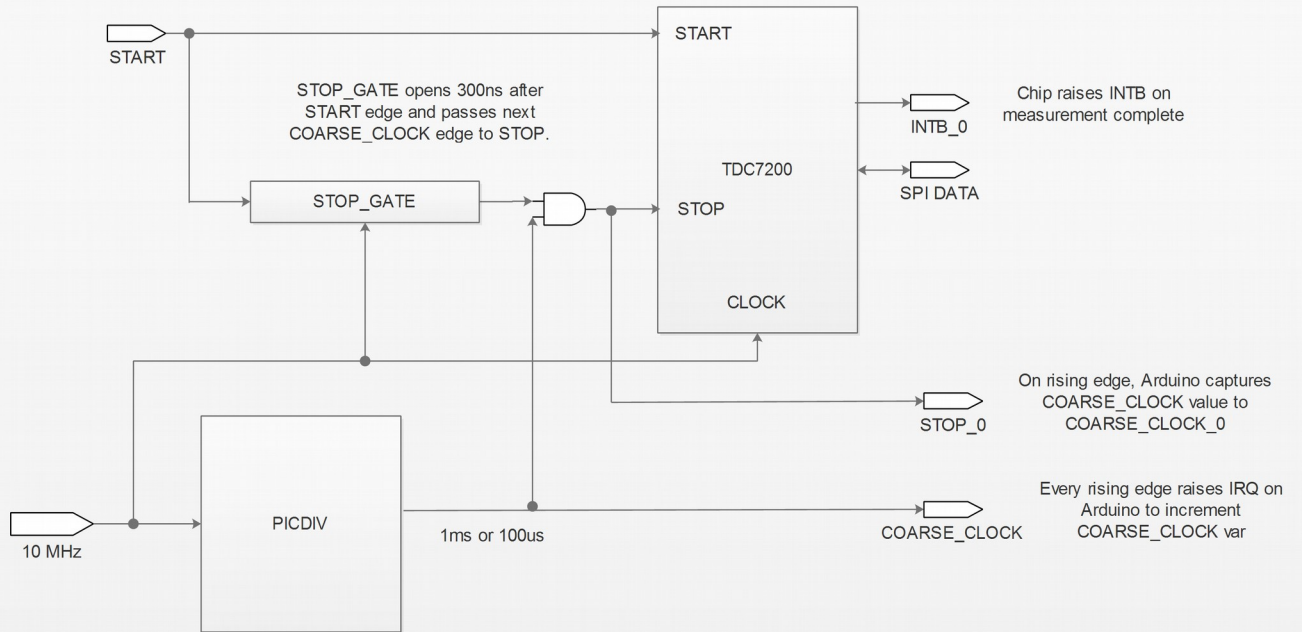 START
START
STOP_GATE opens 300ns after
START edge and passes next
COARSE_CLOCK edge to STOP.
Chip raises INTB on
measurement complete
INTB_0
TDC7200
SPI DATA
STOP_GATE
STOP
CLOCK
On rising edge, Arduino captures
COARSE_CLOCK value to
COARSE_CLOCK_0
STOP_0
Every rising edge raises IRQ on
Arduino to increment
COARSE_CLOCK var
PICDIV
1ms or 100us
COARSE_CLOCK
10 MHz